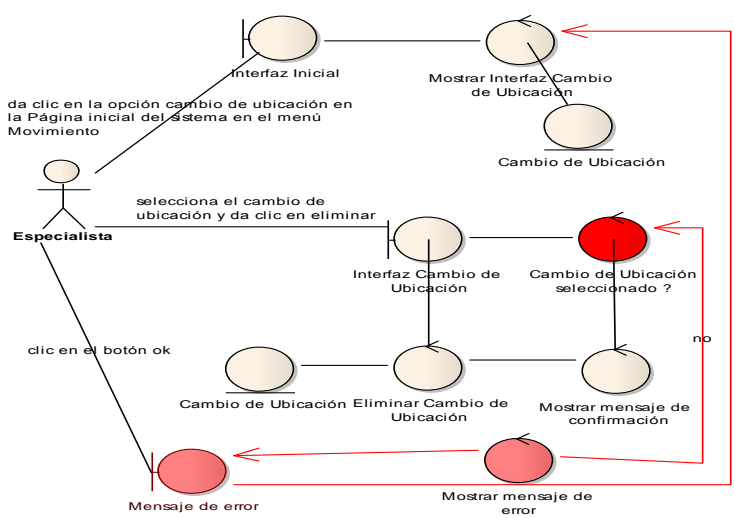 Interfaz Inicial
Mostrar Interfaz Cambio
de Ubicación
da clic en la opción cambio de ubicación en
la Página inicial del sistema en el menú
Movimiento
Cambio de Ubicación
Especialista
selecciona el cambio de
ubicación y da clic en eliminar
Interfaz Cambio de
Ubicación
Cambio de Ubicación
seleccionado ?
no
clic en el botón ok
Cambio de Ubicación
Eliminar Cambio de
Ubicación
Mostrar mensaje de
confirmación
Mensaje de error
Mostrar mensaje de
error